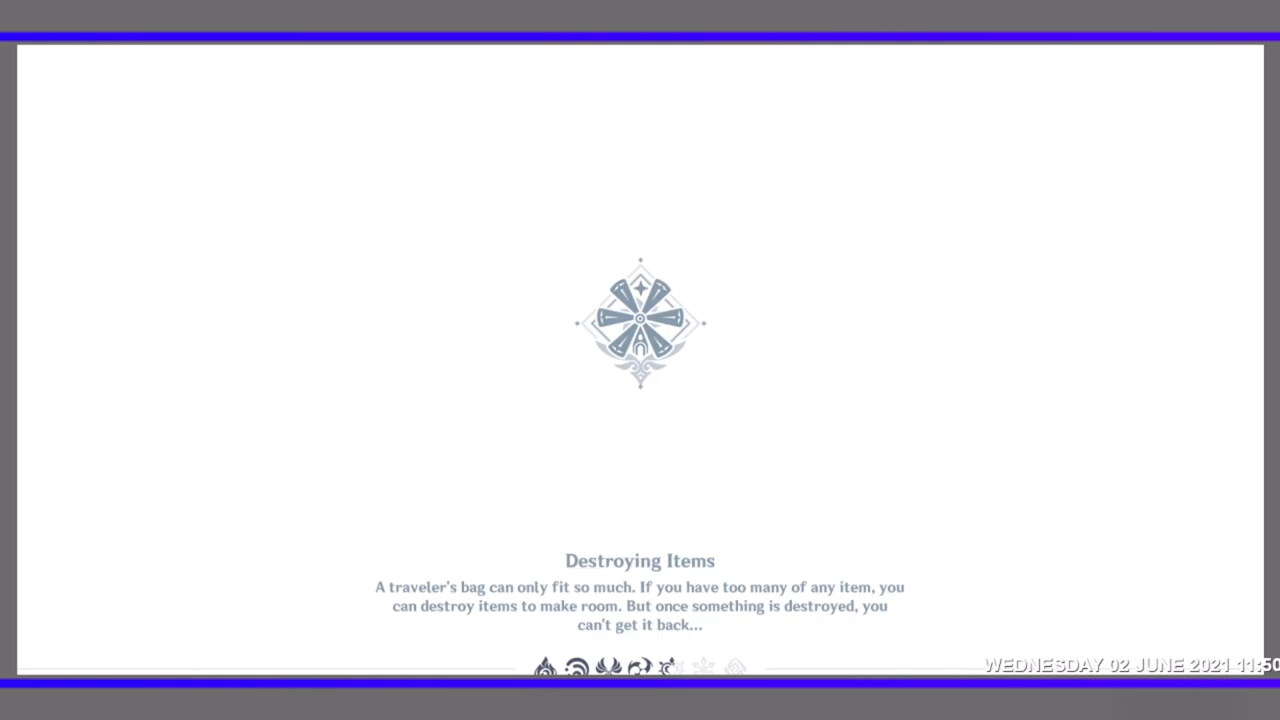 Destroying Items
A traveler's bag can only fit so much. If you have too many of any item, you
can destroy items to make room. But once something is destroyed, you
can't get it back...
WEDNESDAY 02 JUNE 2021 11:50